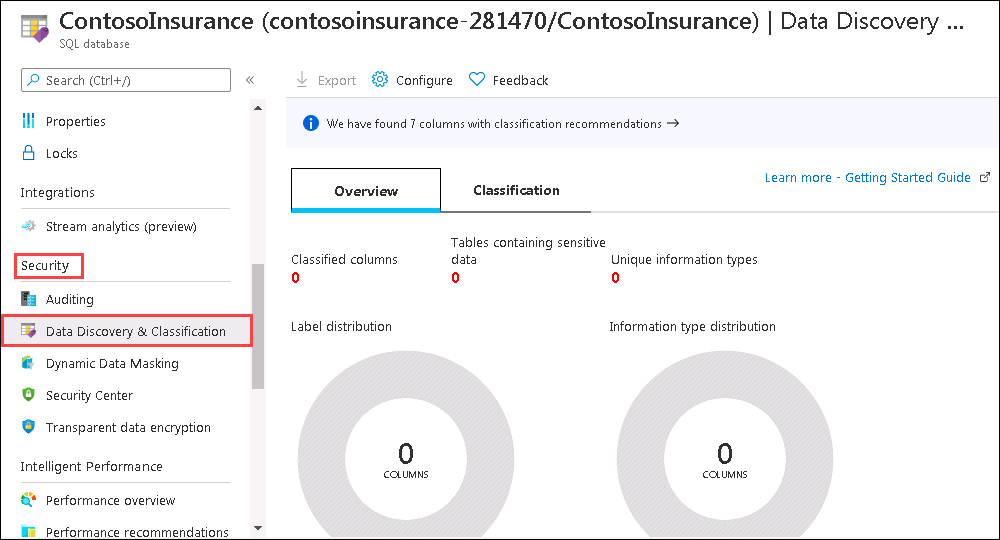 ContosoInsurance (contosoinsurance-281470/ContosoInsurance) | Data Discovery ...
SQL database
Search (Ctrl+/)
«
Properties
Locks
Integrations
Stream analytics (preview)
Security
Auditing
Data Discovery & Classification
Dynamic Data Masking
Security Center
Transparent data encryption
Intelligent Performance
Performance overview
Performance recommendations
Export
Configure
Feedback
We have found 7 columns with classification recommendations →
Overview
Classification
Learn more - Getting Started Guide
Classified columns
0
Tables containing sensitive
data
0
Unique information types
0
Label distribution
0
COLUMNS
Information type distribution
0
COLUMNS